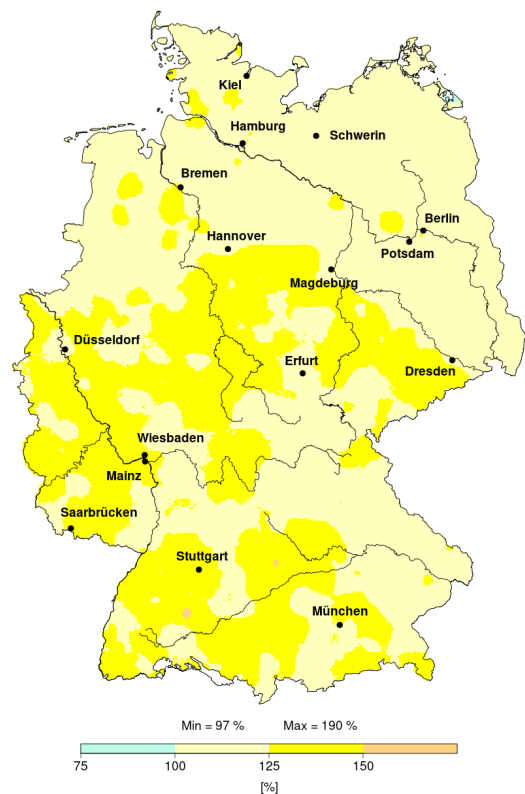 Kiel
Hamburg
Schwerin
Bremen
Berlin
Hannover
Potsdam
Magdeburg
Düsseldorf
Erfurt
Dresden
Wiesbaden
Mainz
Saarbrücken
Stuttgart
München
Min = 97 % Max = 190 %
75 100 125 150
[%]